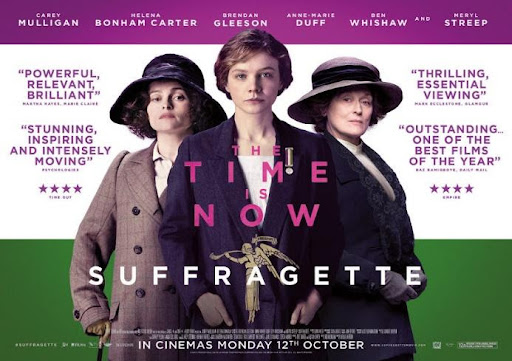 CAREY MULLIGAN
HELENA BONHAM CARTER
BRENDAN GLEESON
ANNE-MARIE DUFF
BEN WHISHAW
AND
MERYL STREEP
"POWERFUL,
RELEVANT,
BRILLIANT"
MARTHA HAYES, MARIE CLAIRE
"STUNNING,
INSPIRING
AND INTENSELY
MOVING"
PSYCHOLOGIES
★★★★
TIME OUT
"THRILLING,
ESSENTIAL
VIEWING"
MARK ECCLESTONE, GLAMOUR
"OUTSTANDING...
ONE OF THE
BEST FILMS
OF THE YEAR"
BAZ BAMIGBOYE, DAILY MAIL
★★★★
EMPIRE
THE
TIME iS
NOW
SUFFRAGETTE
#SUFFRAGETTE
IN CINEMAS MONDAY 12TH OCTOBER